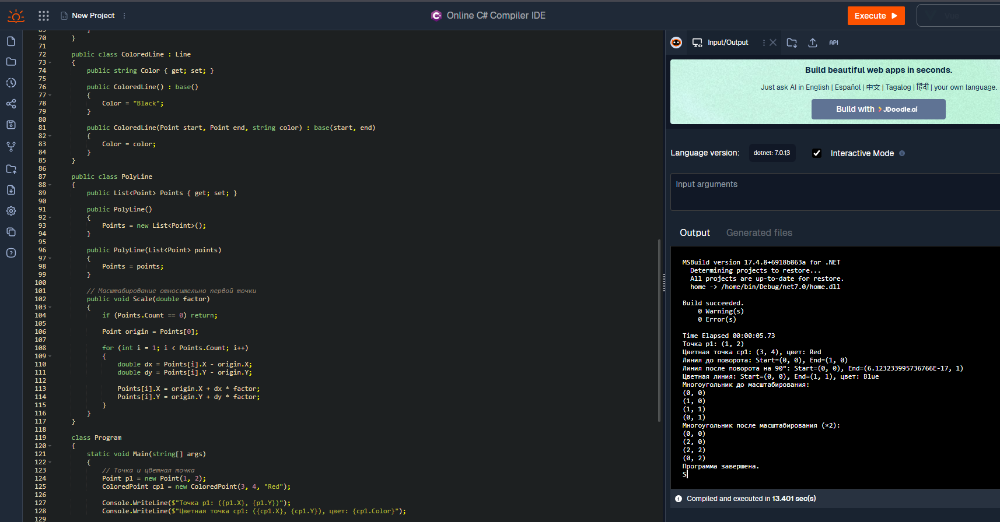 New Project
Online C# Compiler IDE
Execute
70 }
71
72 public class ColoredLine : Line
73 {
74 public string Color { get; set; }
75
76 public ColoredLine() : base()
77 {
78 Color = "Black";
79 }
80
81 public ColoredLine(Point start, Point end, string color) : base(start, end)
82 {
83 Color = color;
84 }
85 }
86
87 public class PolyLine
88 {
89 public List<Point> Points { get; set; }
90
91 public PolyLine()
92 {
93 Points = new List<Point>();
94 }
95
96 public PolyLine(List<Point> points)
97 {
98 Points = points;
99 }
100
101 // Масштабирование относительно первой точки
102 public void Scale(double factor)
103 {
104 if (Points.Count == 0) return;
105
106 Point origin = Points[0];
107
108 for (int i = 1; i < Points.Count; i++)
109 {
110 double dx = Points[i].X - origin.X;
111 double dy = Points[i].Y - origin.Y;
112
113 Points[i].X = origin.X + dx * factor;
114 Points[i].Y = origin.Y + dy * factor;
115 }
116 }
117 }
118
119 class Program
120 {
121 static void Main(string[] args)
122 {
123 // Точка и цветная точка
124 Point p1 = new Point(1, 2);
125 ColoredPoint cp1 = new ColoredPoint(3, 4, "Red");
126
127 Console.WriteLine($"Точка p1: ({p1.X}, {p1.Y})");
128 Console.WriteLine($"Цветная точка cp1: ({cp1.X}, {cp1.Y}), цвет: {cp1.Color}");
129
Input/Output
API
Build beautiful web apps in seconds.
Just ask AI in English | Español | 中文 | Tagalog | हिंदी | your own language.
Build with JDoodle.ai
Language version: dotnet: 7.0.13 Interactive Mode
Input arguments
Output Generated files
MSBuild version 17.4.8+6918b863a for .NET
Determining projects to restore...
All projects are up-to-date for restore.
home -> /home/bin/Debug/net7.0/home.dll
Build succeeded.
0 Warning(s)
0 Error(s)
Time Elapsed 00:00:05.73
Точка p1: (1, 2)
Цветная точка cp1: (3, 4), цвет: Red
Линия до поворота: Start=(0, 0), End=(1, 0)
Линия после поворота на 90°: Start=(0, 0), End=(6.123233995736766E-17, 1)
Цветная линия: Start=(0, 0), End=(1, 1), цвет: Blue
Многоугольник до масштабирования:
(0, 0)
(1, 0)
(1, 1)
(0, 1)
Многоугольник после масштабирования (×2):
(0, 0)
(2, 0)
(2, 2)
(0, 2)
Программа завершена.
S
Compiled and executed in 13.401 sec(s)